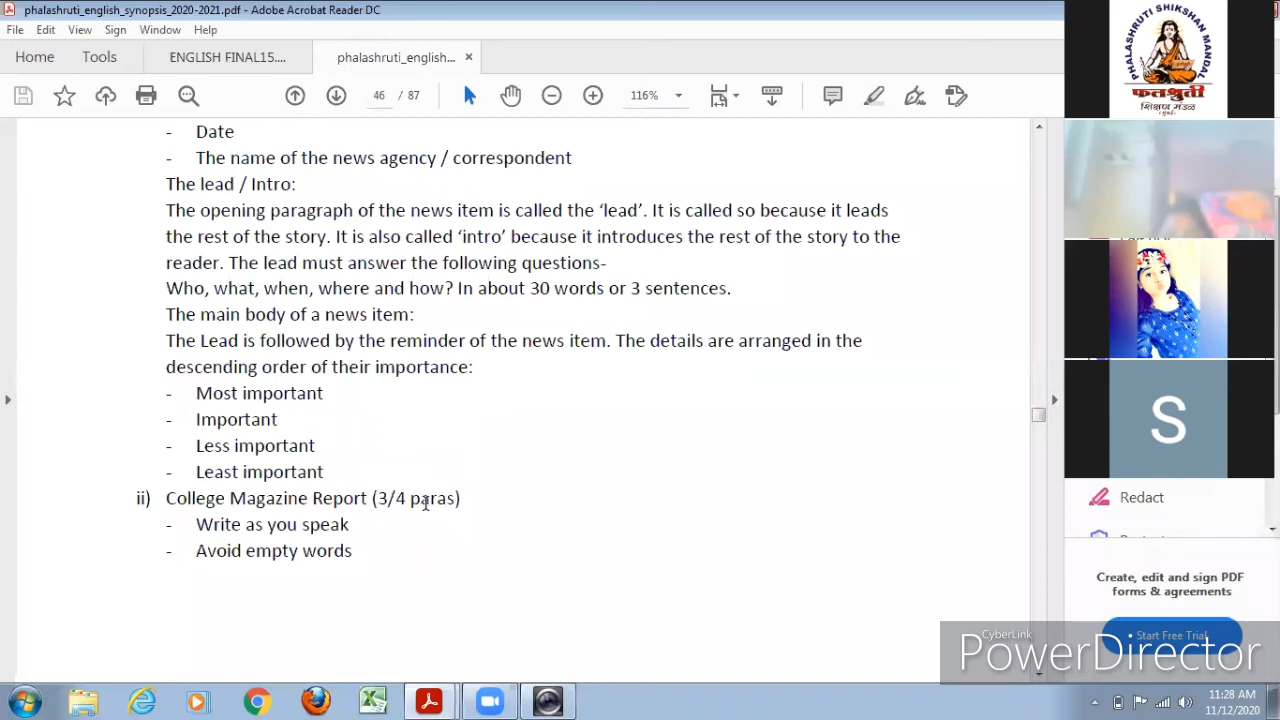 phalashruti_english_synopsis_2020-2021.pdf - Adobe Acrobat Reader DC
File Edit View Sign Window Help
Home Tools ENGLISH FINAL15.... phalashruti_english... ×
46 / 87 116%
- Date
- The name of the news agency / correspondent
The lead / Intro:
The opening paragraph of the news item is called the ‘lead’. It is called so because it leads
the rest of the story. It is also called ‘intro’ because it introduces the rest of the story to the
reader. The lead must answer the following questions-
Who, what, when, where and how? In about 30 words or 3 sentences.
The main body of a news item:
The Lead is followed by the reminder of the news item. The details are arranged in the
descending order of their importance:
- Most important
- Important
- Less important
- Least important
ii) College Magazine Report (3/4 paras)
- Write as you speak
- Avoid empty words
PHALASHRUTI SHIKSHAN MANDAL
फलश्रुती
शिक्षण मंडळ
S
Redact
Create, edit and sign PDF
forms & agreements
Start Free Trial
CyberLink
PowerDirector
11:28 AM
11/12/2020